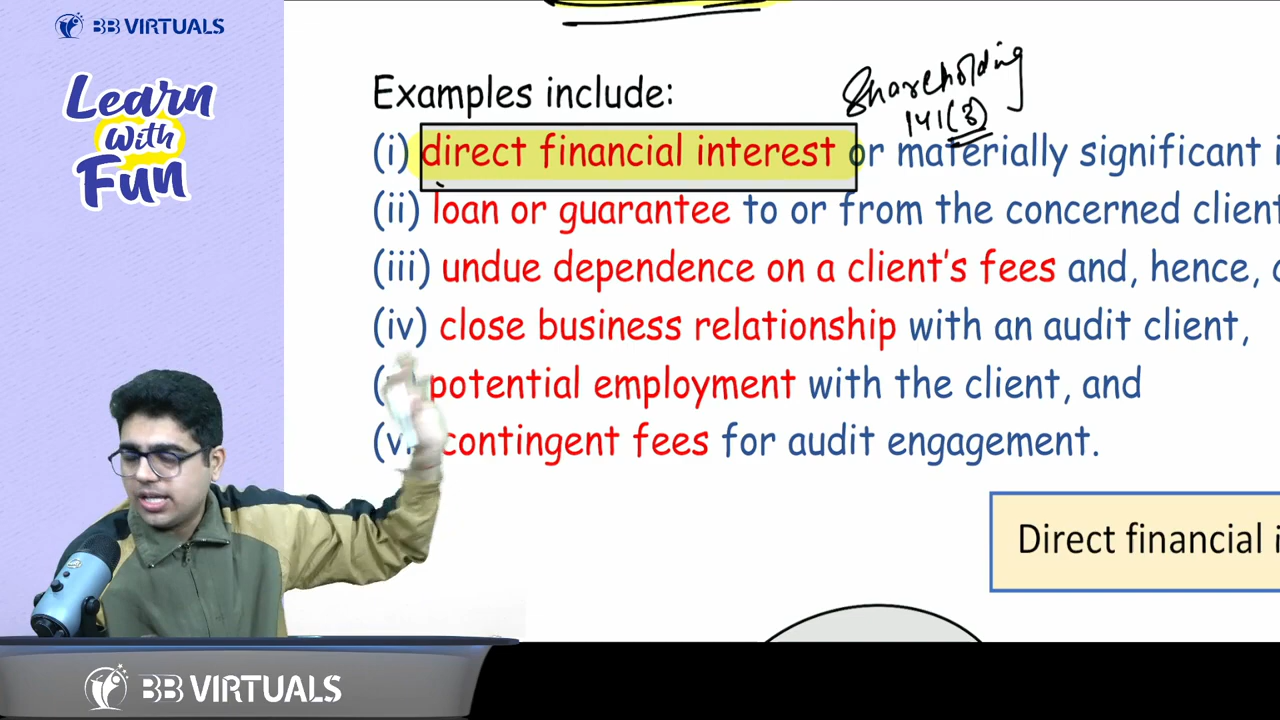 BB VIRTUALS
Learn
With
Fun
Examples include:
Shareholding
141(3)
(i) direct financial interest or materially significant i
(ii) loan or guarantee to or from the concerned client
(iii) undue dependence on a client's fees and, hence,
(iv) close business relationship with an audit client,
potential employment with the client, and
contingent fees for audit engagement.
Direct financial i
BB VIRTUALS